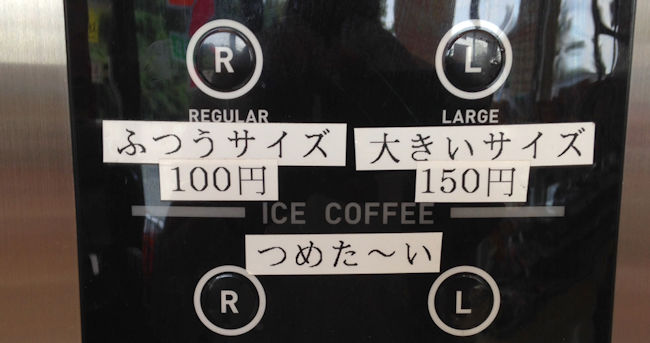 R L
REGULAR LARGE
ふつうサイズ 大きいサイズ
100円 150円
ICE COFFEE
つめた～い
R L